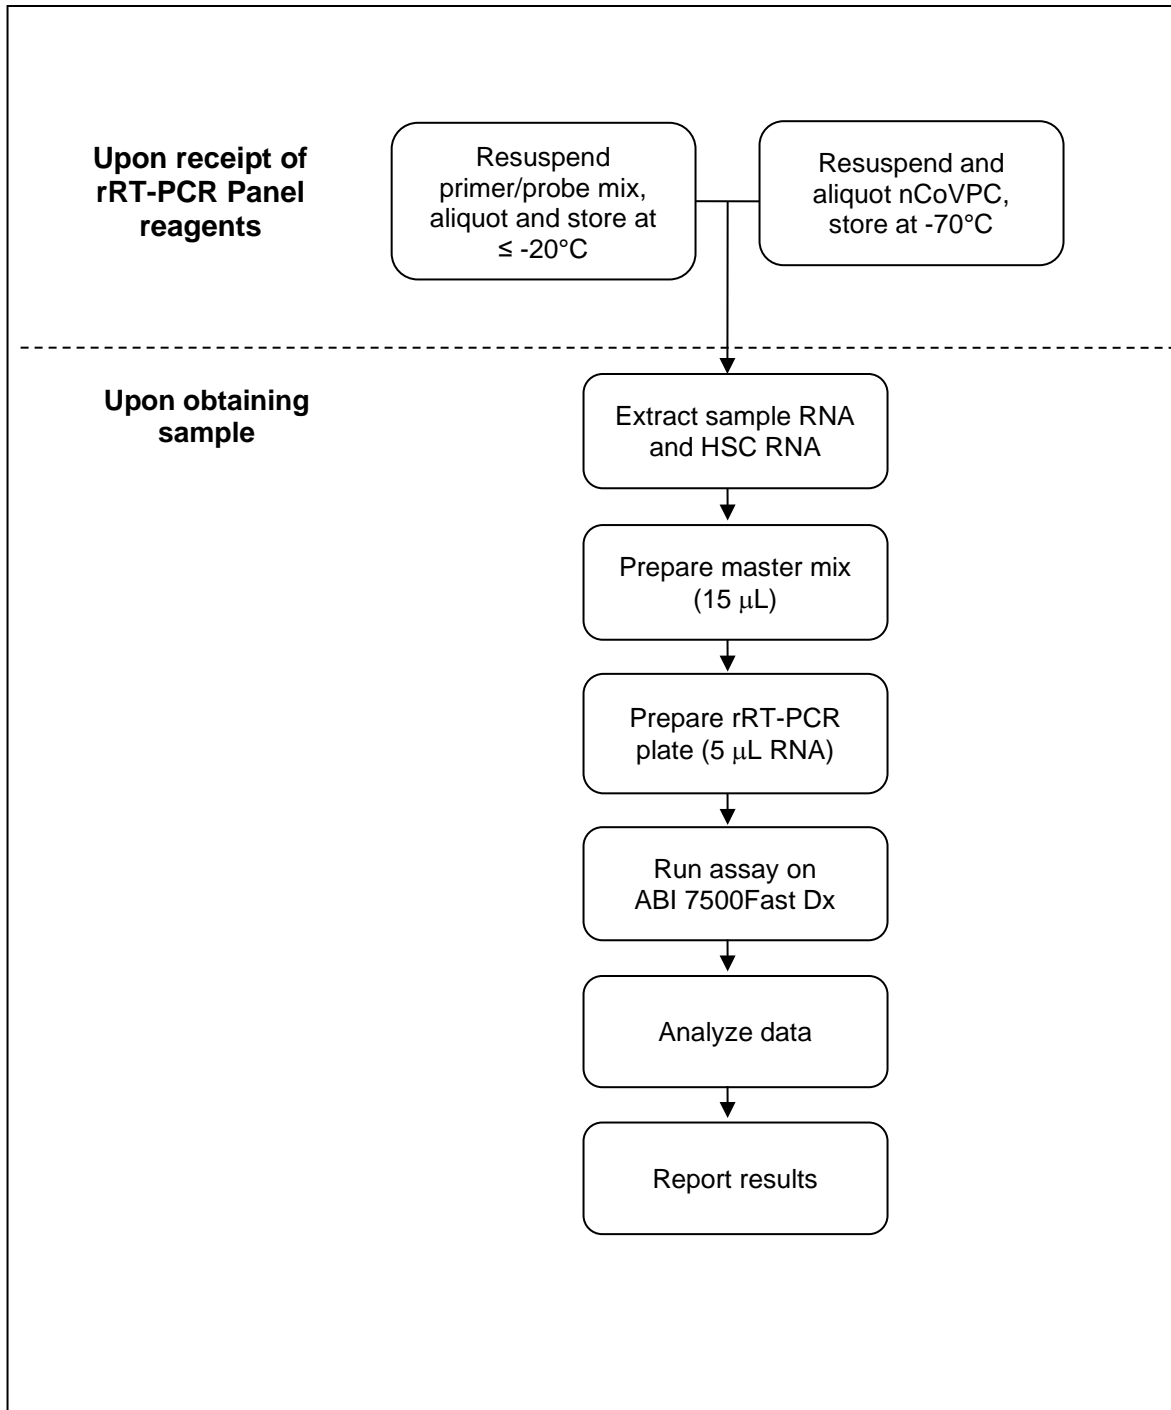 Upon receipt of
rRT-PCR Panel
reagents
Resuspend
primer/probe mix,
aliquot and store at
≤ -20°C
Resuspend and
aliquot nCoVPC,
store at -70°C
Upon obtaining
sample
Extract sample RNA
and HSC RNA
Prepare master mix
(15 μL)
Prepare rRT-PCR
plate (5 μL RNA)
Run assay on
ABI 7500Fast Dx
Analyze data
Report results